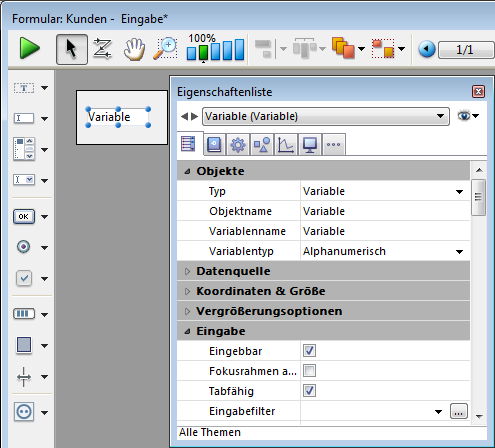 Formular: Kunden - Eingabe*
100%
1/1
Eigenschaftenliste
Variable
Variable (Variable)
T
OK
Objekte
Typ Variable
Objektname Variable
Variablenname Variable
Variablentyp Alphanumerisch
Datenquelle
Koordinaten & Größe
Vergrößerungsoptionen
Eingabe
Eingebbar
Fokusrahmen a...
Tabfähig
Eingabefilter ...
Alle Themen